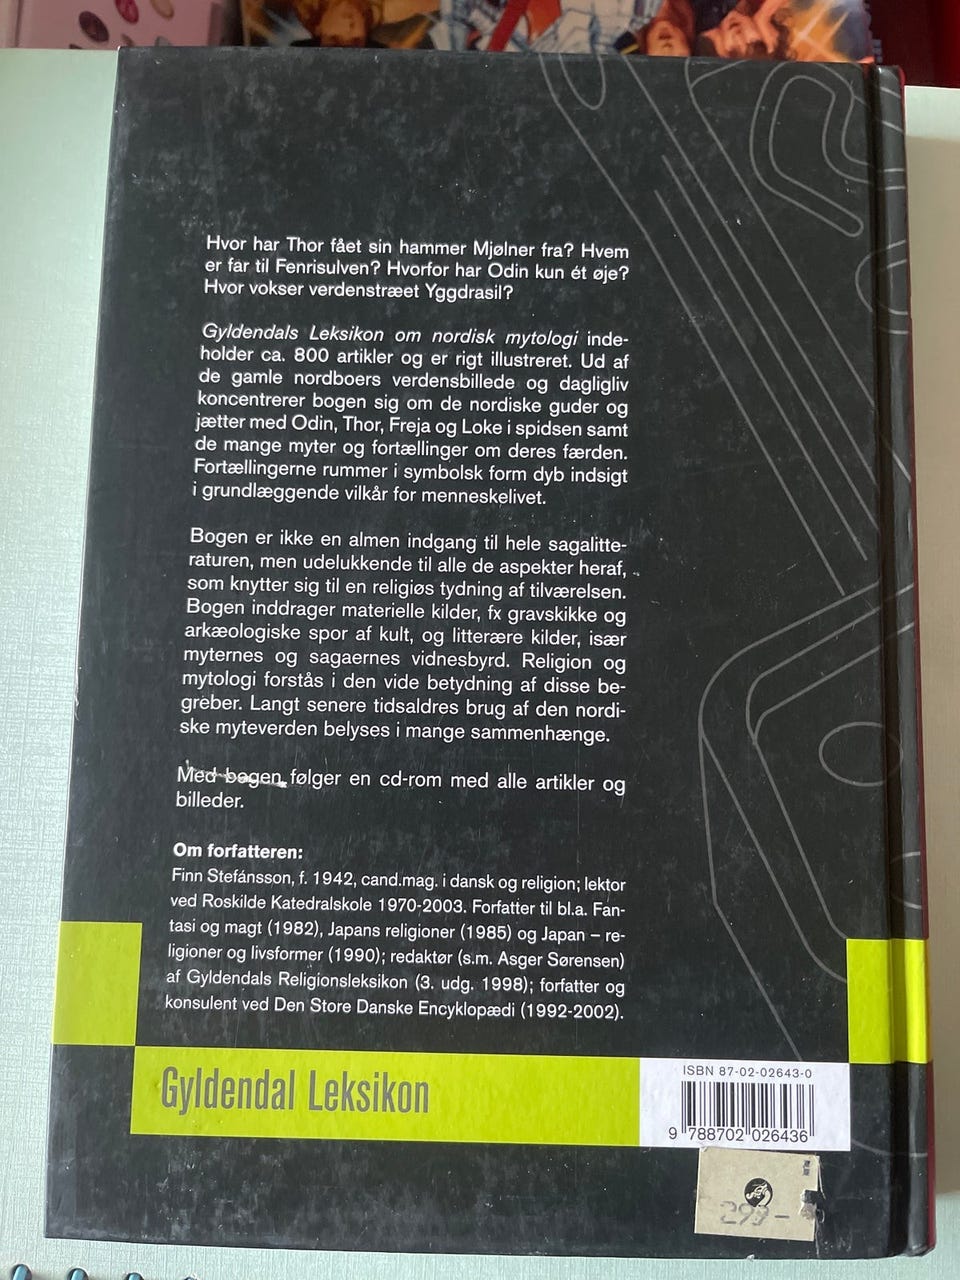 Hvor har Thor fået sin hammer Mjølner fra? Hvem
er far til Fenrisulven? Hvorfor har Odin kun ét øje?
Hvor vokser verdenstræet Yggdrasil?
Gyldendals Leksikon om nordisk mytologi inde-
holder ca. 800 artikler og er rigt illustreret. Ud af
de gamle nordboers verdensbillede og dagligliv
koncentrerer bogen sig om de nordiske guder og
jætter med Odin, Thor, Freja og Loke i spidsen samt
de mange myter og fortællinger om deres færden.
Fortællingerne rummer i symbolsk form dyb indsigt
i grundlæggende vilkår for menneskelivet.
Bogen er ikke en almen indgang til hele sagalitte-
raturen, men udelukkende til alle de aspekter heraf,
som knytter sig til en religiøs tydning af tilværelsen.
Bogen inddrager materielle kilder, fx gravskikke og
arkæologiske spor af kult, og litterære kilder, især
myternes og sagaernes vidnesbyrd. Religion og
mytologi forstås i den vide betydning af disse be-
greber. Langt senere tidsaldres brug af den nordi-
ske myteverden belyses i mange sammenhænge.
Med bogen følger en cd-rom med alle artikler og
billeder.
Om forfatteren:
Finn Stefánsson, f. 1942, cand.mag. i dansk og religion; lektor
ved Roskilde Katedralskole 1970-2003. Forfatter til bl.a. Fan-
tasi og magt (1982), Japans religioner (1985) og Japan – re-
ligioner og livsformer (1990); redaktør (s.m. Asger Sørensen)
af Gyldendals Religionsleksikon (3. udg. 1998); forfatter og
konsulent ved Den Store Danske Encyklopædi (1992-2002).
Gyldendal Leksikon
ISBN 87-02-02643-0
9 788702 026436
299-